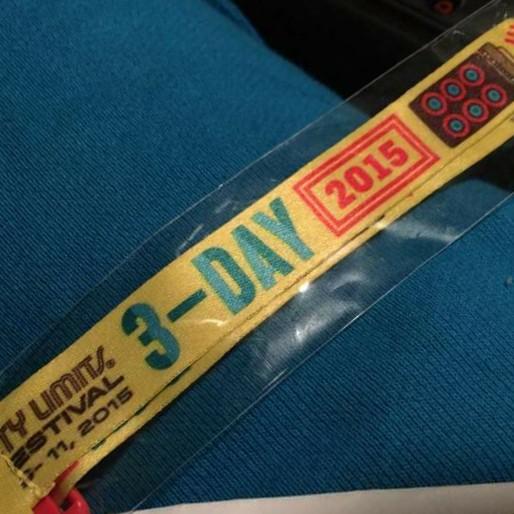 TY LIMITS®
ESTIVAL
- 11, 2015
3-DAY
2015